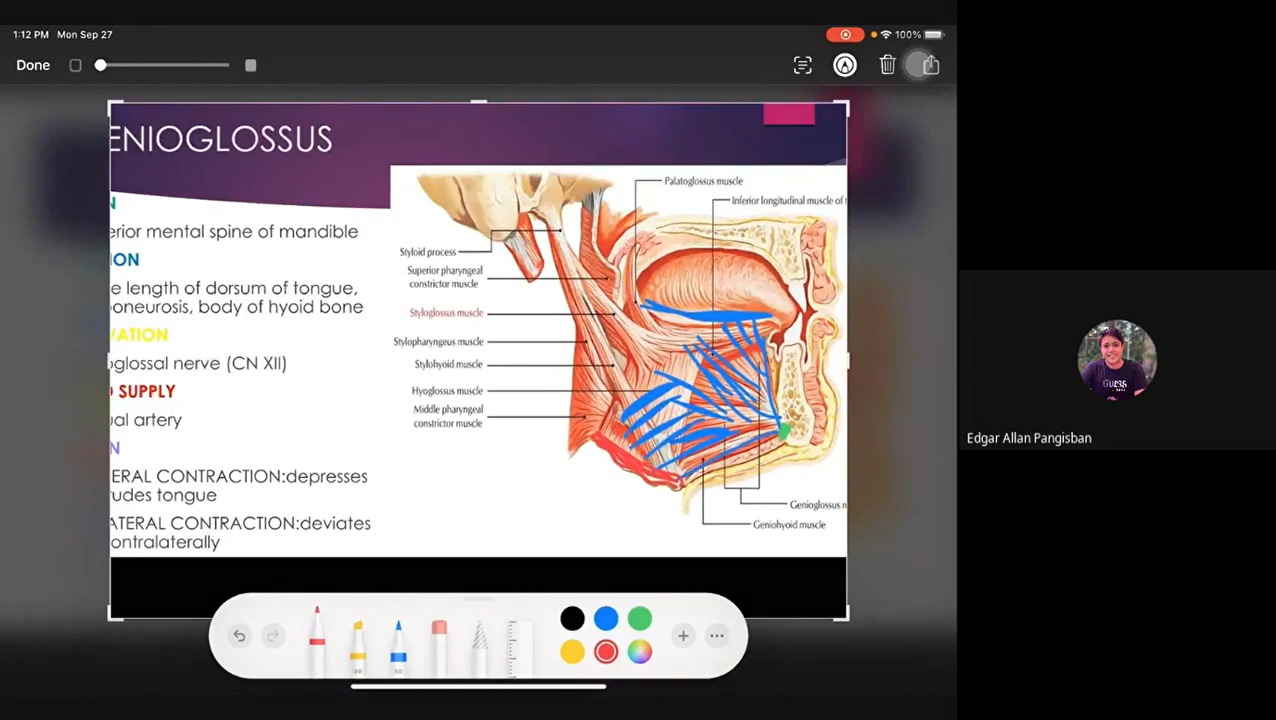 1:12 PM Mon Sep 27
100%
Done
ENIOGLOSSUS
N
erior mental spine of mandible
ION
e length of dorsum of tongue,
oneurosis, body of hyoid bone
VATION
oglossal nerve (CN XII)
SUPPLY
ual artery
N
ERAL CONTRACTION:depresses
rudes tongue
ATERAL CONTRACTION:deviates
ontralaterally
Palatoglossus muscle
Inferior longitudinal muscle of
Styloid process
Superior pharyngeal
constrictor muscle
Styloglossus muscle
Stylopharyngeus muscle
Stylohyoid muscle
Hyoglossus muscle
Middle pharyngeal
constrictor muscle
Genioglossus
Geniohyoid muscle
GUESS
Edgar Allan Pangisban